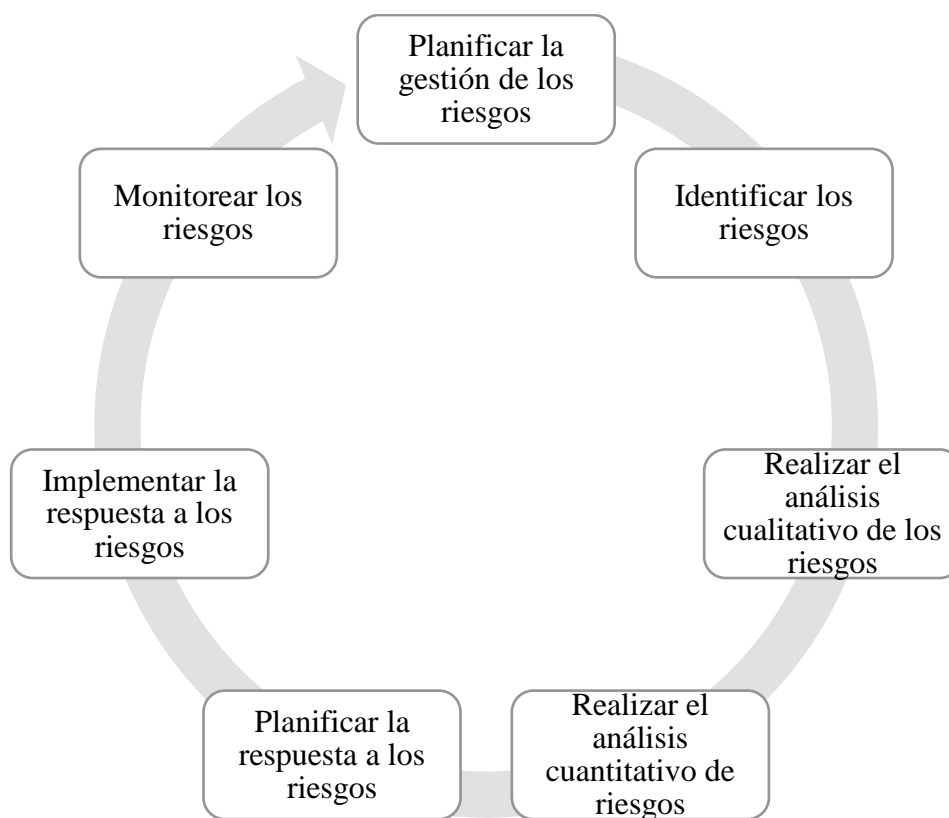 Planificar la
gestión de los
riesgos
Identificar los
riesgos
Realizar el
análisis
cualitativo de los
riesgos
Realizar el
análisis
cuantitativo de
riesgos
Planificar la
respuesta a los
riesgos
Implementar la
respuesta a los
riesgos
Monitorear los
riesgos